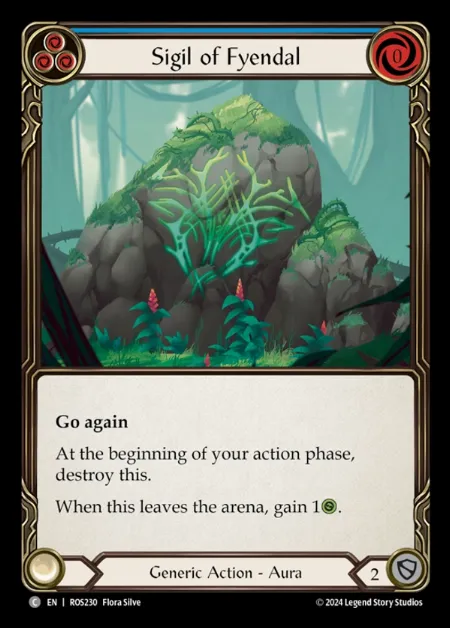 Sigil of Fyendal
0
Go again
At the beginning of your action phase,
destroy this.
When this leaves the arena, gain 1.
Generic Action - Aura
2
C EN | ROS230 Flora Silve
© 2024 Legend Story Studios